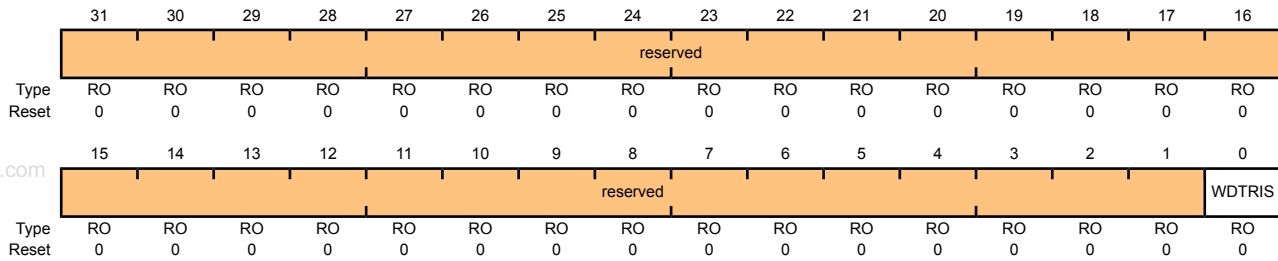 31 30 29 28 27 26 25 24 23 22 21 20 19 18 17 16
reserved
Type RO RO RO RO RO RO RO RO RO RO RO RO RO RO RO RO
Reset 0 0 0 0 0 0 0 0 0 0 0 0 0 0 0 0
15 14 13 12 11 10 9 8 7 6 5 4 3 2 1 0
.com
reserved WDTRIS
Type RO RO RO RO RO RO RO RO RO RO RO RO RO RO RO RO
Reset 0 0 0 0 0 0 0 0 0 0 0 0 0 0 0 0